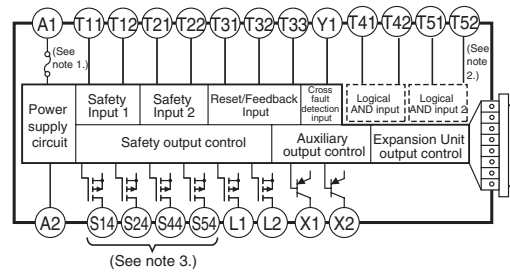 A1 T11 T12 T21 T22 T31 T32 T33 Y1 T41 T42 T51 T52
(See
note 1.)
(See
note
2.)
Power
supply
circuit
Safety
Input 1
Safety
Input 2
Reset/Feedback
Input
Cross
fault
detection
input
Logical
AND input
Logical
AND input 2
Safety output control
Auxiliary
output control
Expansion Unit
output control
A2 S14 S24 S44 S54 L1 L2 X1 X2
(See note 3.)